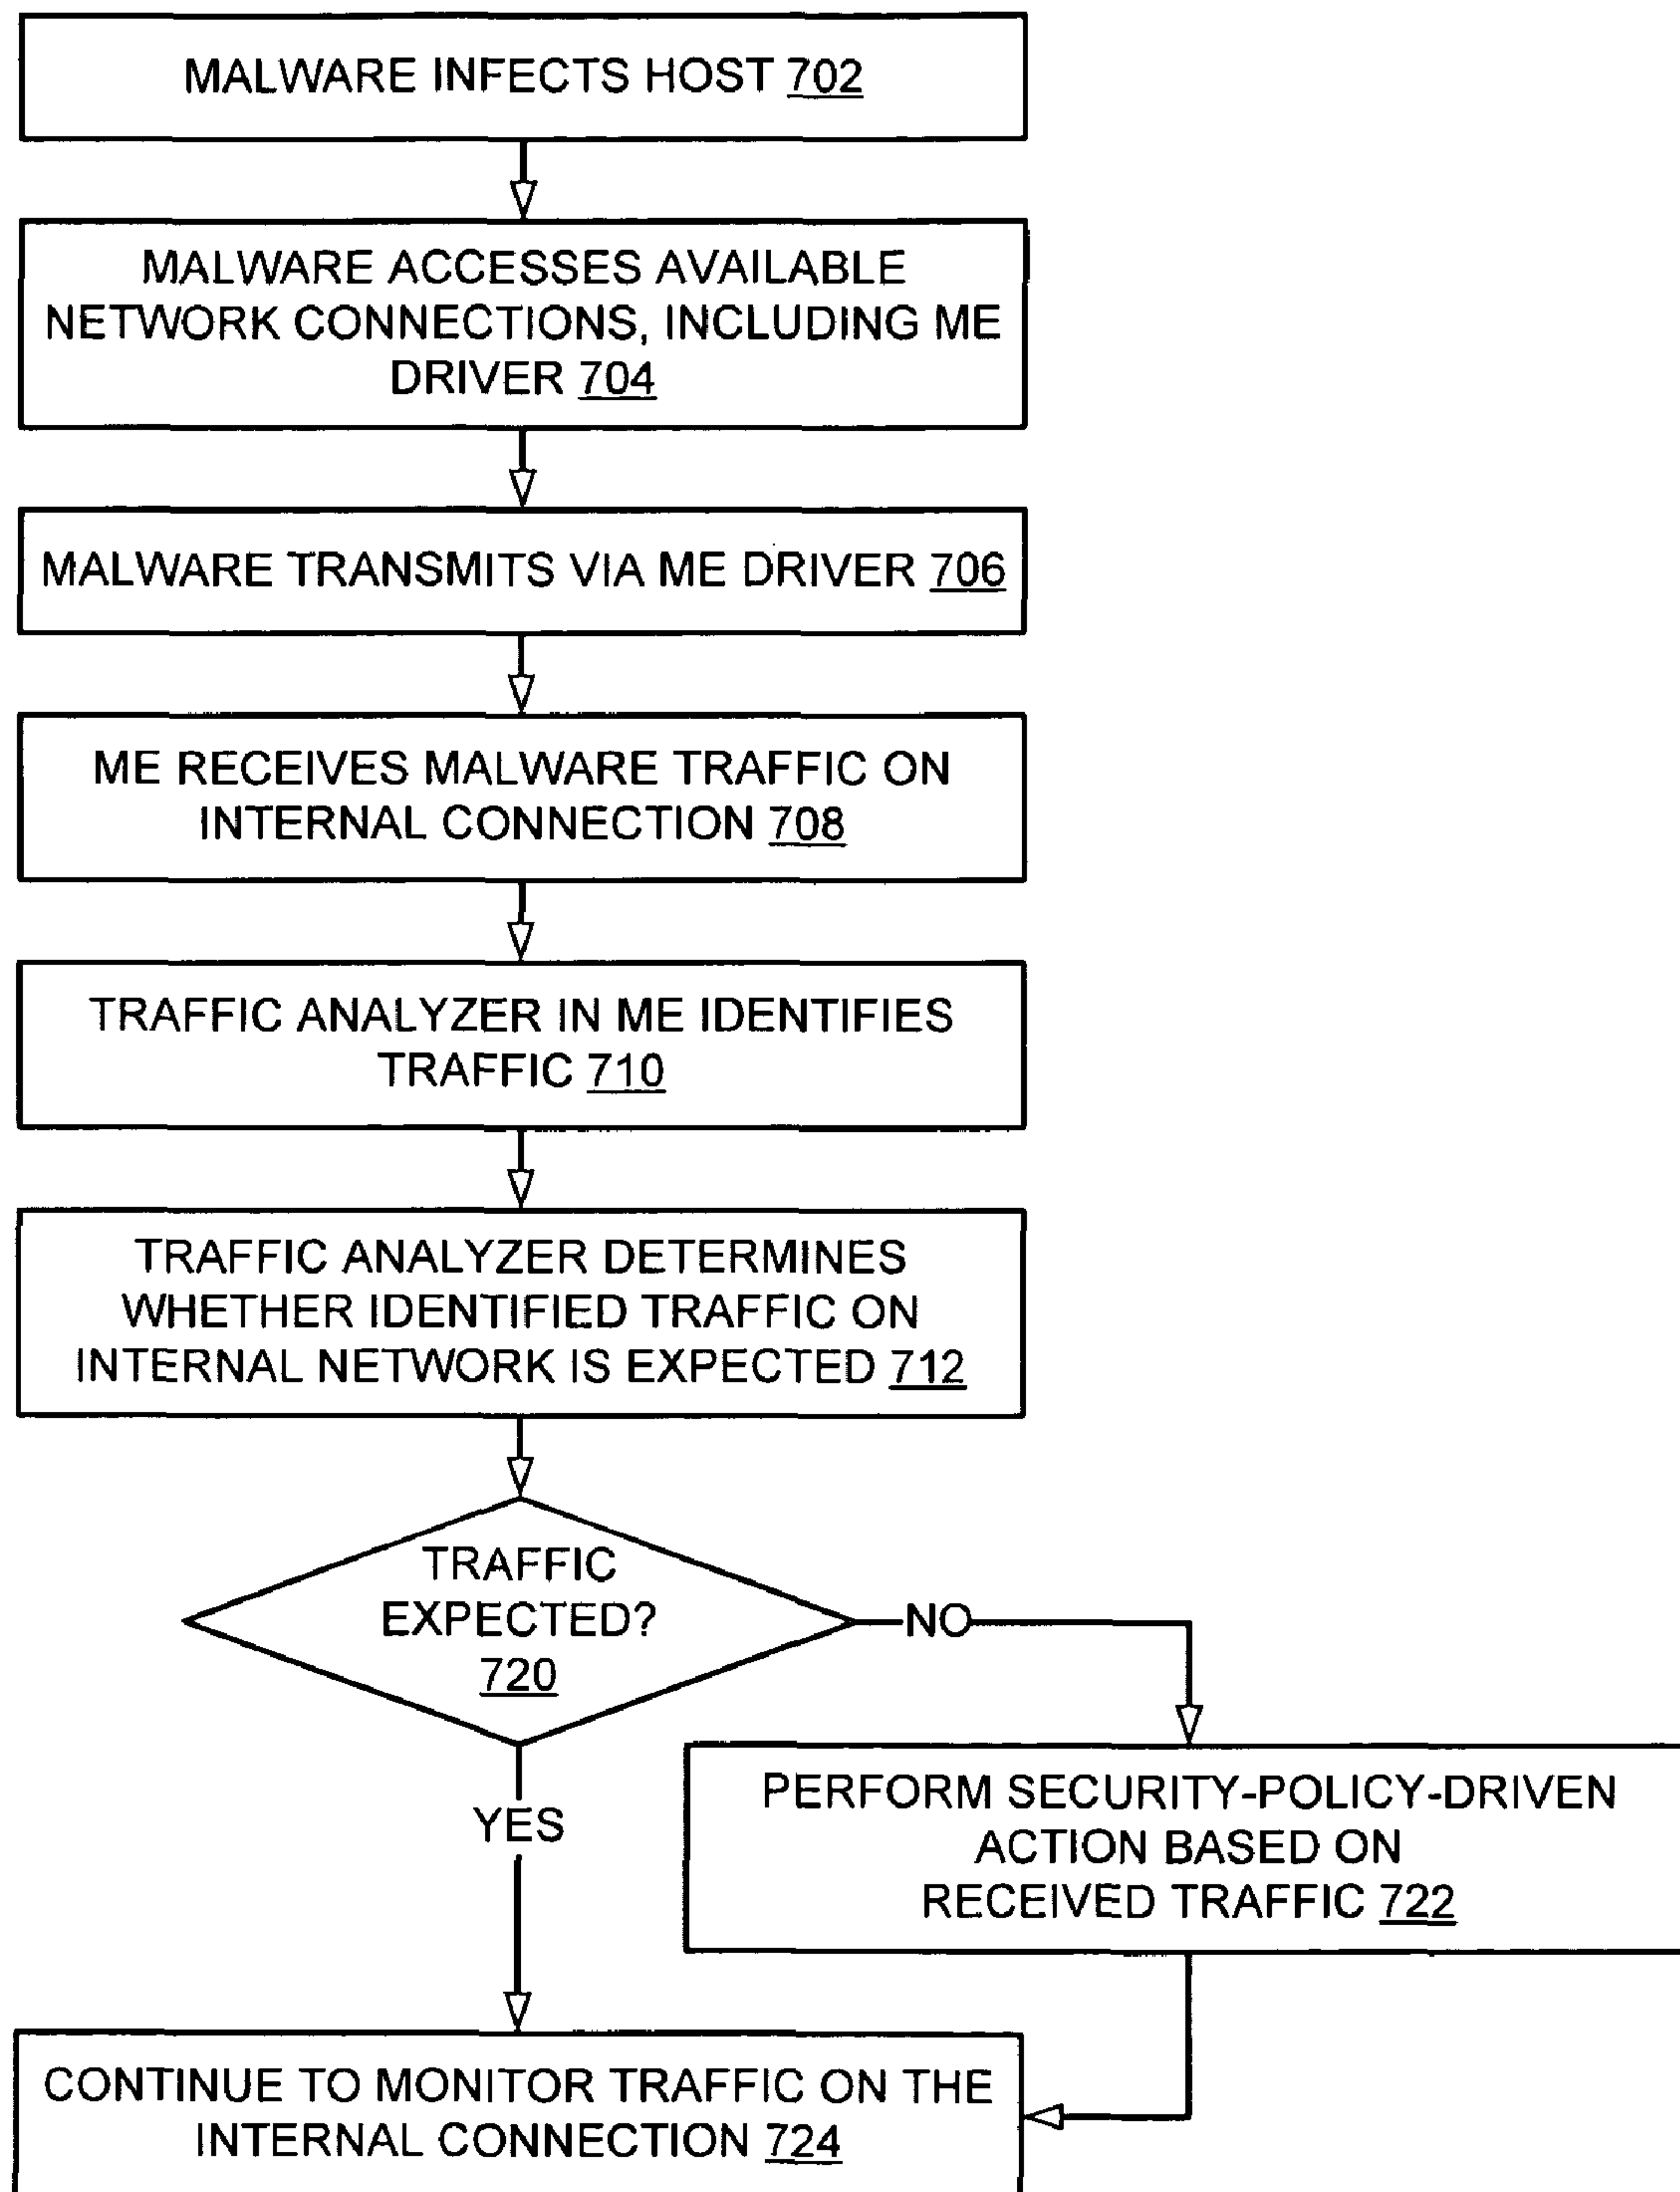 MALWARE INFECTS HOST 702
MALWARE ACCESSES AVAILABLE
NETWORK CONNECTIONS, INCLUDING ME
DRIVER 704
MALWARE TRANSMITS VIA ME DRIVER 706
ME RECEIVES MALWARE TRAFFIC ON
INTERNAL CONNECTION 708
TRAFFIC ANALYZER IN ME IDENTIFIES
TRAFFIC 710
TRAFFIC ANALYZER DETERMINES
WHETHER IDENTIFIED TRAFFIC ON
INTERNAL NETWORK IS EXPECTED 712
TRAFFIC
EXPECTED?
720
NO
YES
PERFORM SECURITY-POLICY-DRIVEN
ACTION BASED ON
RECEIVED TRAFFIC 722
CONTINUE TO MONITOR TRAFFIC ON THE
INTERNAL CONNECTION 724